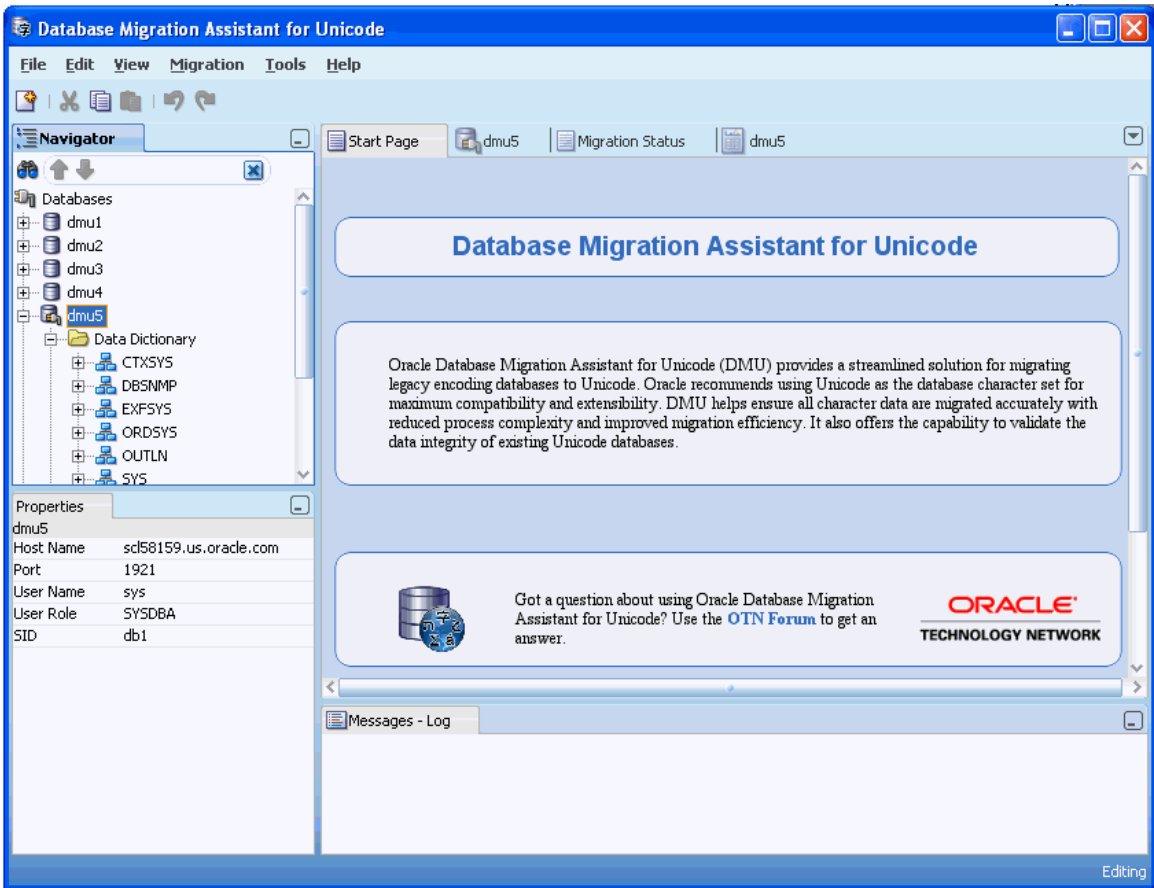 Database Migration Assistant for Unicode
File Edit View Migration Tools Help
Navigator
Databases
dmu1
dmu2
dmu3
dmu4
dmu5
Data Dictionary
CTXSYS
DBSNMP
EXFSYS
ORDSYS
OUTLN
SYS
Properties
dmu5
Host Name scl58159.us.oracle.com
Port 1921
User Name sys
User Role SYSDBA
SID db1
Start Page dmu5 Migration Status dmu5
Database Migration Assistant for Unicode
Oracle Database Migration Assistant for Unicode (DMU) provides a streamlined solution for migrating
legacy encoding databases to Unicode. Oracle recommends using Unicode as the database character set for
maximum compatibility and extensibility. DMU helps ensure all character data are migrated accurately with
reduced process complexity and improved migration efficiency. It also offers the capability to validate the
data integrity of existing Unicode databases.
Got a question about using Oracle Database Migration
Assistant for Unicode? Use the OTN Forum to get an
answer.
ORACLE
TECHNOLOGY NETWORK
Messages - Log
Editing